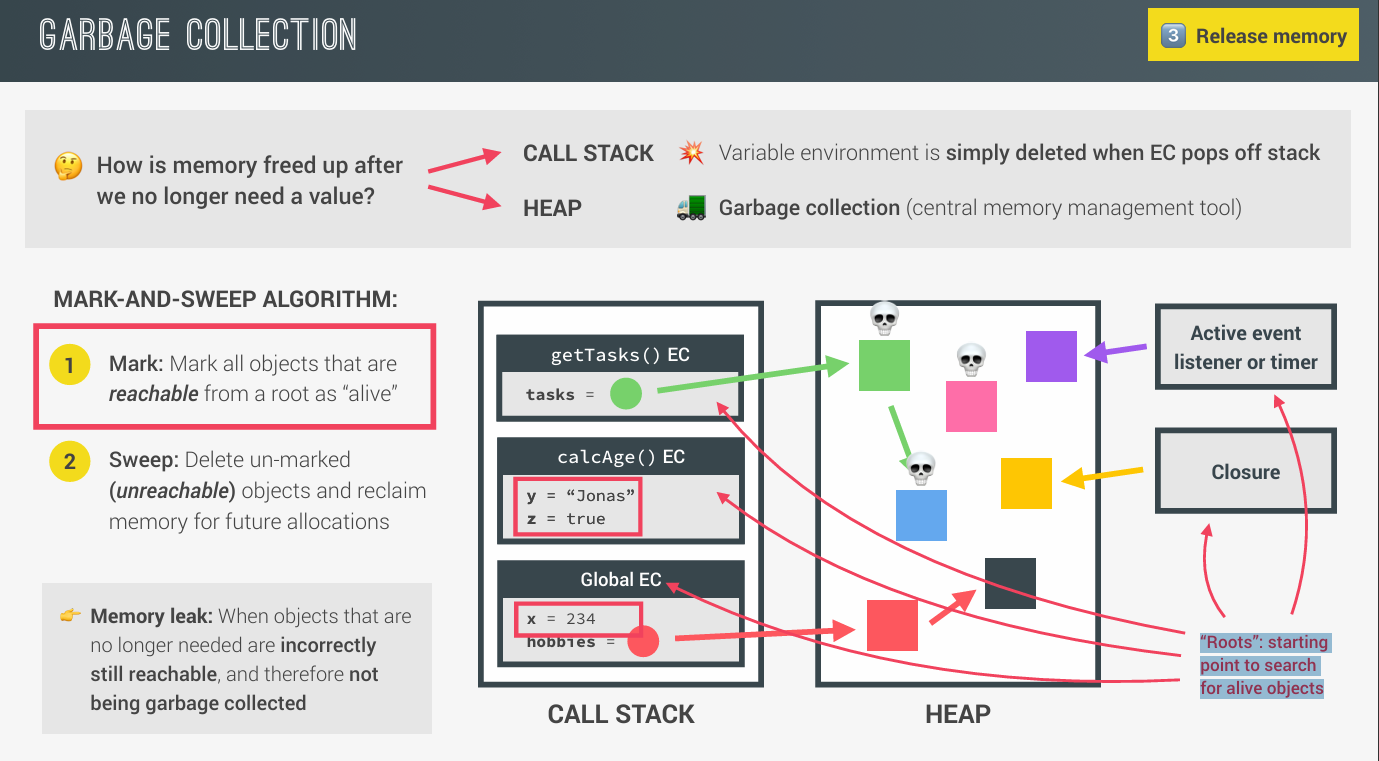 GARBAGE COLLECTION
3 Release memory
🤔 How is memory freed up after
we no longer need a value?
CALL STACK 💥 Variable environment is simply deleted when EC pops off stack
HEAP 🚛 Garbage collection (central memory management tool)
MARK-AND-SWEEP ALGORITHM:
1 Mark: Mark all objects that are
reachable from a root as “alive”
2 Sweep: Delete un-marked
(unreachable) objects and reclaim
memory for future allocations
👉 Memory leak: When objects that are
no longer needed are incorrectly
still reachable, and therefore not
being garbage collected
getTasks() EC
tasks =
calcAge() EC
y = “Jonas”
z = true
Global EC
x = 234
hobbies =
CALL STACK
HEAP
Active event
listener or timer
Closure
“Roots”: starting
point to search
for alive objects